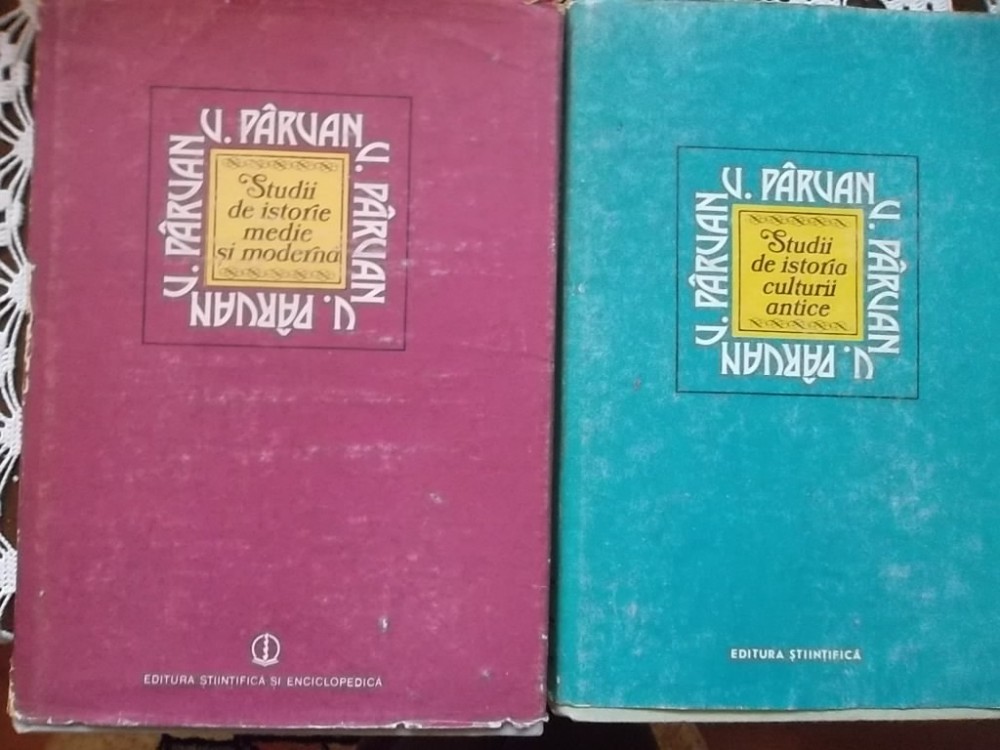 V. PÂRVAN
V. PÂRVAN
V. PÂRVAN
V. PÂRVAN
Studii
de istorie
medie
și modernă
EDITURA ȘTIINȚIFICĂ ȘI ENCICLOPEDICĂ
V. PÂRVAN
V. PÂRVAN
V. PÂRVAN
V. PÂRVAN
Studii
de istoria
culturii
antice
EDITURA ȘTIINȚIFICĂ